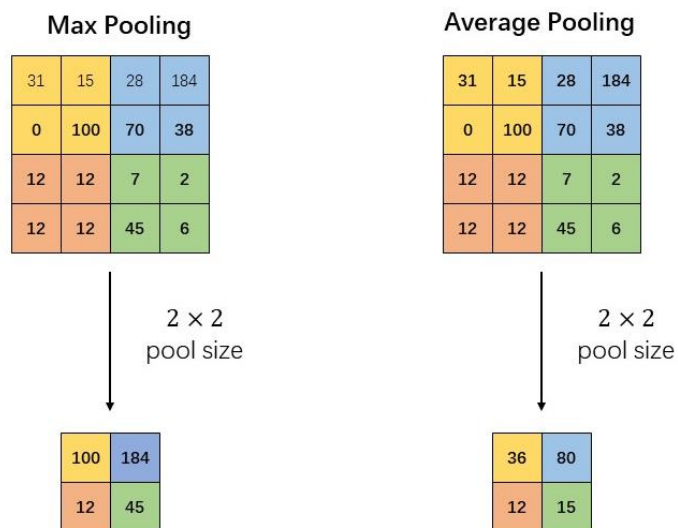 Max Pooling
31 15 28 184
0 100 70 38
12 12 7 2
12 12 45 6
2 × 2
pool size
100 184
12 45
Average Pooling
31 15 28 184
0 100 70 38
12 12 7 2
12 12 45 6
2 × 2
pool size
36 80
12 15